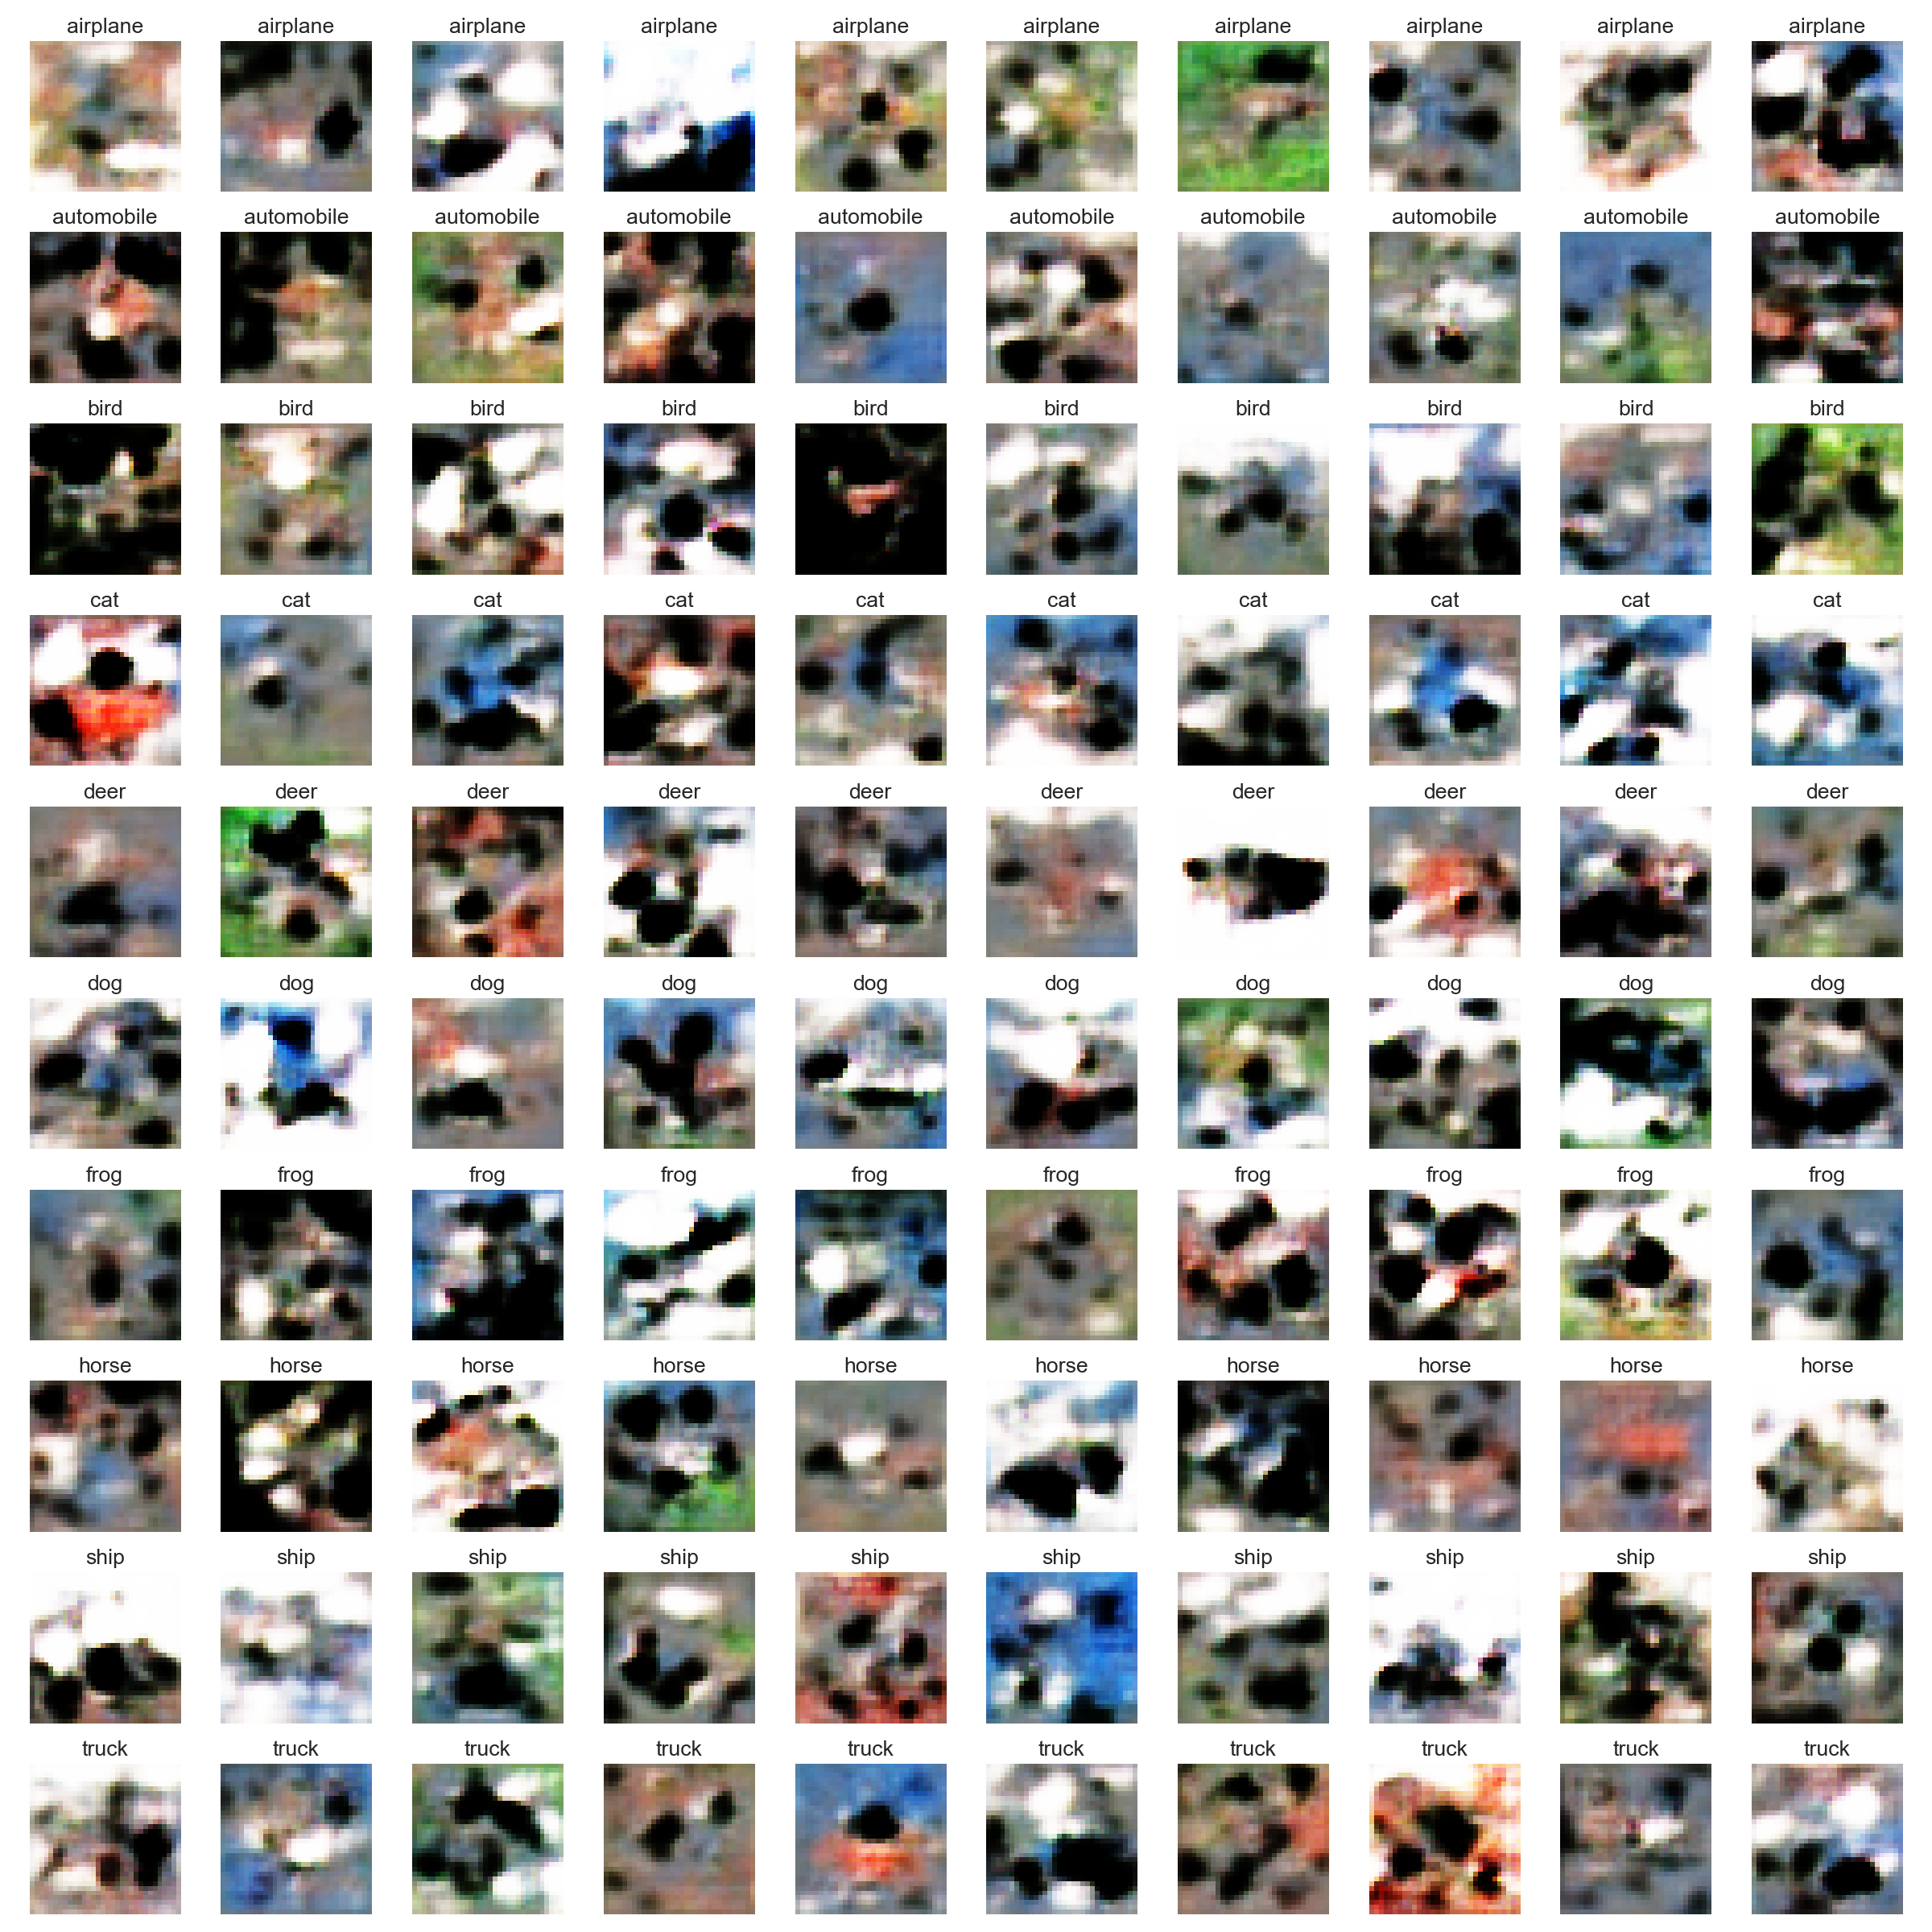 airplane airplane airplane airplane airplane airplane airplane airplane airplane airplane
automobile automobile automobile automobile automobile automobile automobile automobile automobile automobile
bird bird bird bird bird bird bird bird bird bird
cat cat cat cat cat cat cat cat cat cat
deer deer deer deer deer deer deer deer deer deer
dog dog dog dog dog dog dog dog dog dog
frog frog frog frog frog frog frog frog frog frog
horse horse horse horse horse horse horse horse horse horse
ship ship ship ship ship ship ship ship ship ship
truck truck truck truck truck truck truck truck truck truck